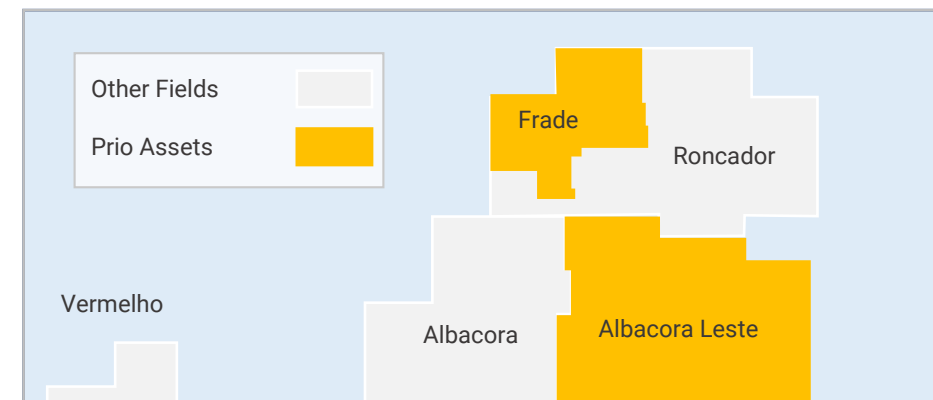 Other Fields
Prio Assets
Frade
Roncador
Vermelho
Albacora
Albacora Leste